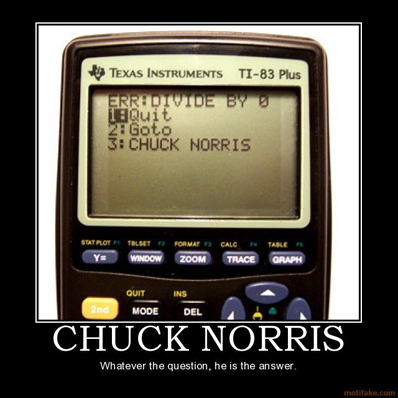 TEXAS INSTRUMENTS TI-83 Plus
ERR:DIVIDE BY 0
1:Quit
2:Goto
3:CHUCK NORRIS
STAT PLOT F1 TBLSET F2 FORMAT F3 CALC F4 TABLE F5
Y= WINDOW ZOOM TRACE GRAPH
QUIT INS
2nd MODE DEL
CHUCK NORRIS
Whatever the question, he is the answer.
motifake.com